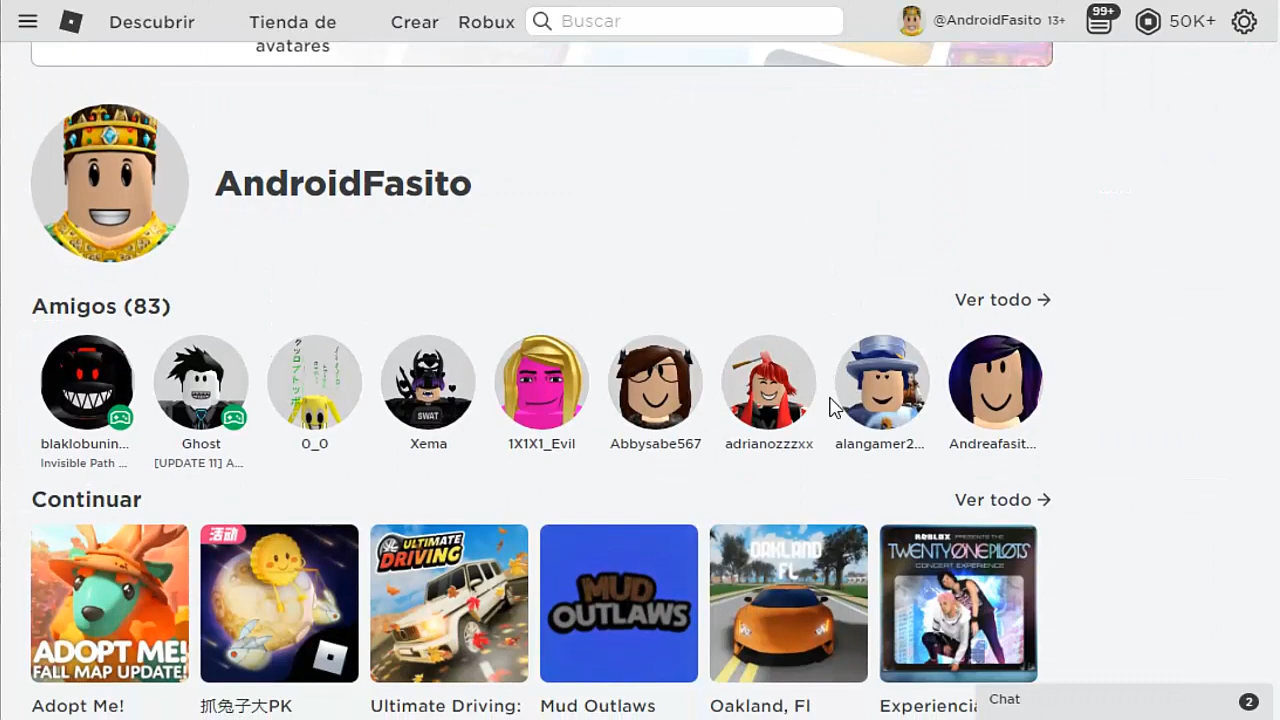 Descubrir
Tienda de avatares
Crear
Robux
Buscar
@AndroidFasito 13+
99+
50K+
AndroidFasito
Amigos (83)
Ver todo →
blaklobunin...
Invisible Path ...
Ghost
[UPDATE 11] A...
0_0
SWAT
Xema
1X1X1_Evil
Abbysabe567
adrianozzzxx
alangamer2...
Andreafasit...
Continuar
Ver todo →
ADOPT ME!
FALL MAP UPDATE!
活动
ULTIMATE
DRIVING
MUD
OUTLAWS
OAKLAND
FL
ROBLOX PRESENTS THE
TWENTY ONE PILOTS
CONCERT EXPERIENCE
Adopt Me!
抓兔子大PK
Ultimate Driving:
Mud Outlaws
Oakland, Fl
Experiencia
Chat
2